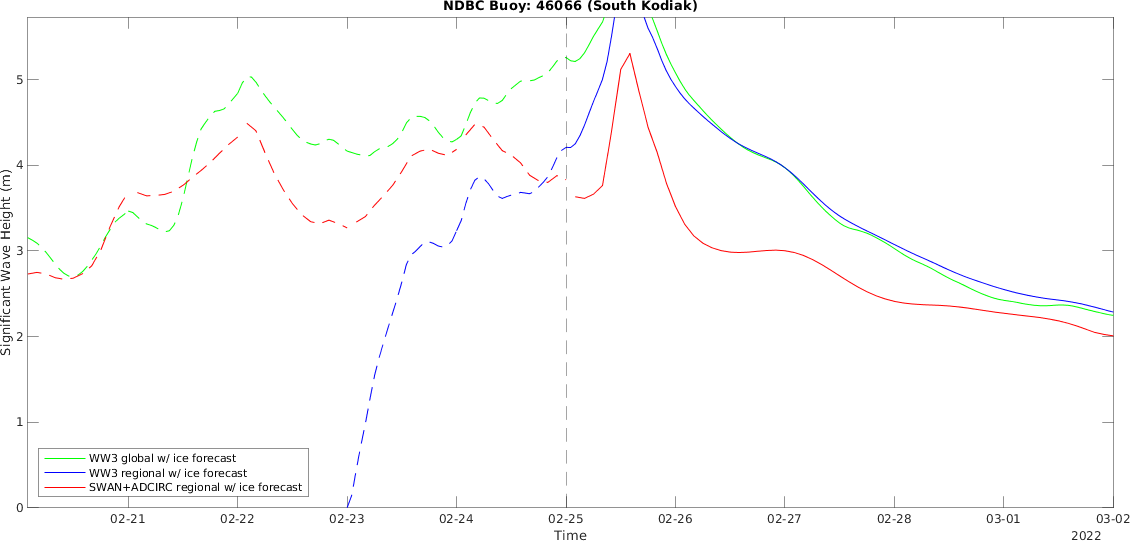 NDBC Buoy: 46066 (South Kodiak)
Significant Wave Height (m)
5
4
3
2
1
0
WW3 global w/ ice forecast
WW3 regional w/ ice forecast
SWAN+ADCIRC regional w/ ice forecast
02-21 02-22 02-23 02-24 02-25 02-26 02-27 02-28 03-01 03-02
Time
2022